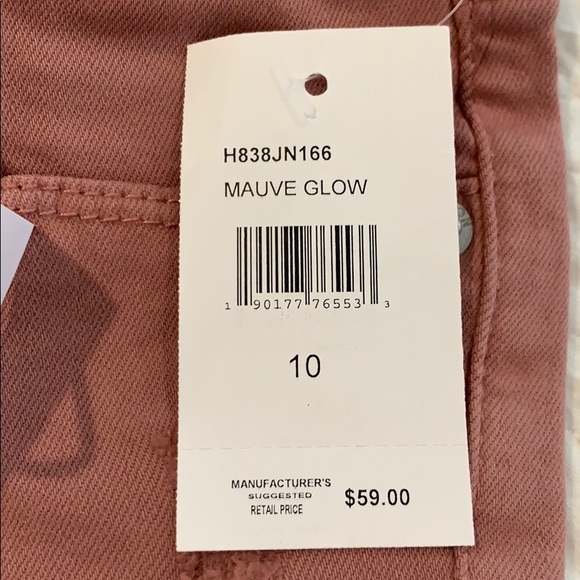 H838JN166
MAUVE GLOW
1 90177 76553 3
10
MANUFACTURER'S
SUGGESTED
RETAIL PRICE
$59.00